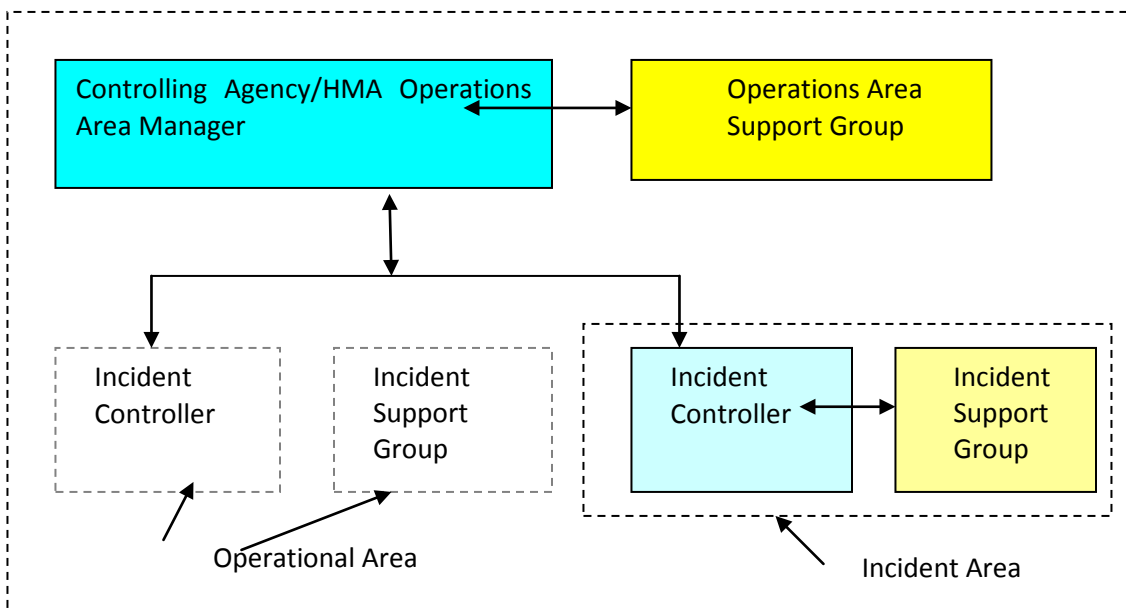 Controlling Agency/HMA Operations
Area Manager
Operations Area
Support Group
Incident
Controller
Incident
Support
Group
Incident
Controller
Incident
Support
Group
Operational Area
Incident Area